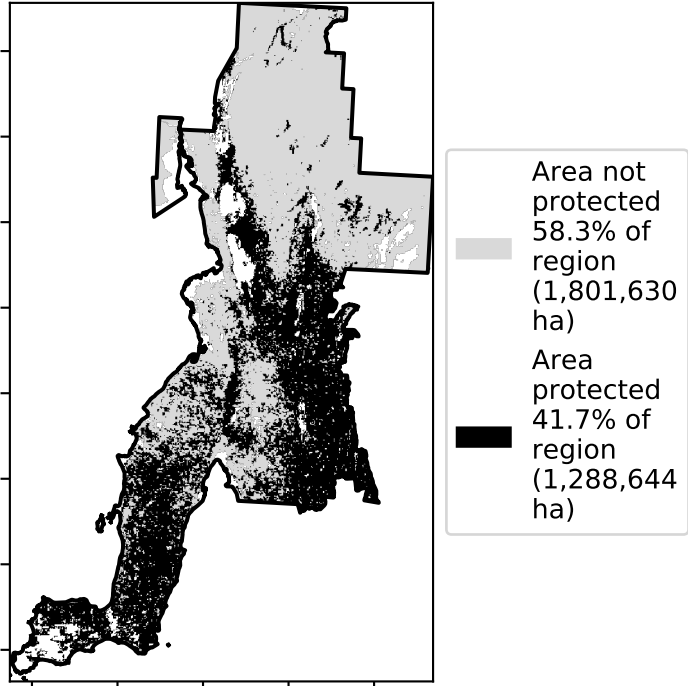 Area not
protected
58.3% of
region
(1,801,630
ha)
Area
protected
41.7% of
region
(1,288,644
ha)